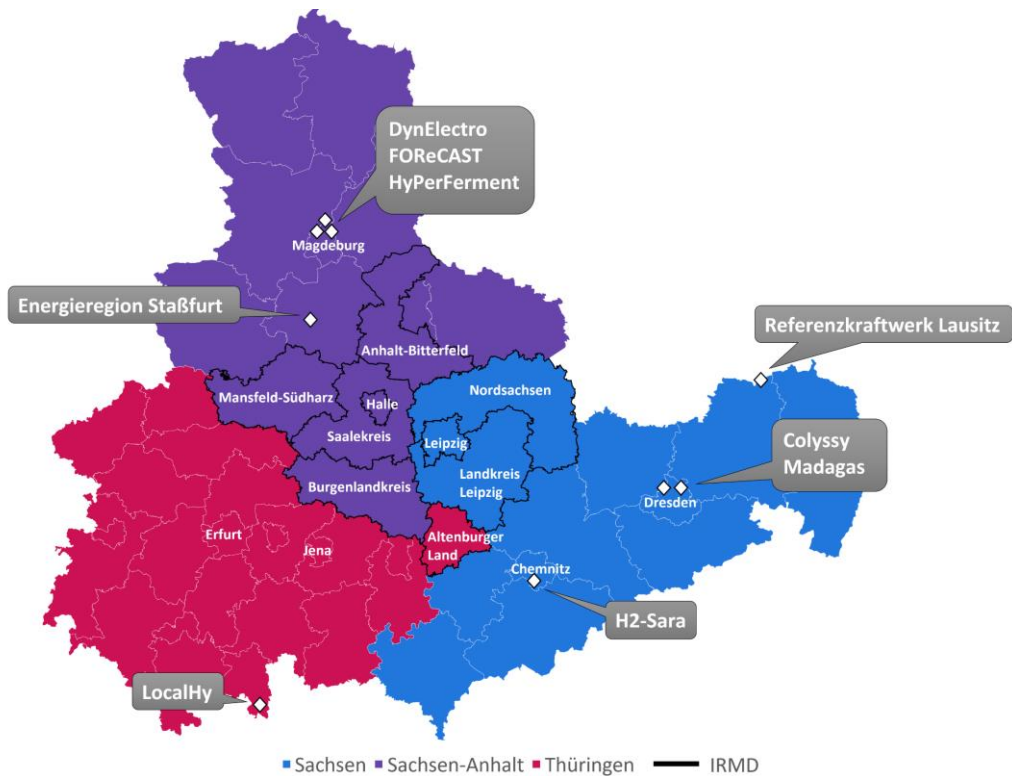 DynElectro
FOReCAST
HyPerFerment
Magdeburg
Energieregion Staßfurt
Referenzkraftwerk Lausitz
Anhalt-Bitterfeld
Nordsachsen
Mansfeld-Südharz
Halle
Saalekreis
Leipzig
Colyssy
Madagas
Landkreis
Leipzig
Burgenlandkreis
Dresden
Erfurt
Jena
Altenburger
Land
Chemnitz
H2-Sara
LocalHy
Sachsen Sachsen-Anhalt Thüringen IRMD